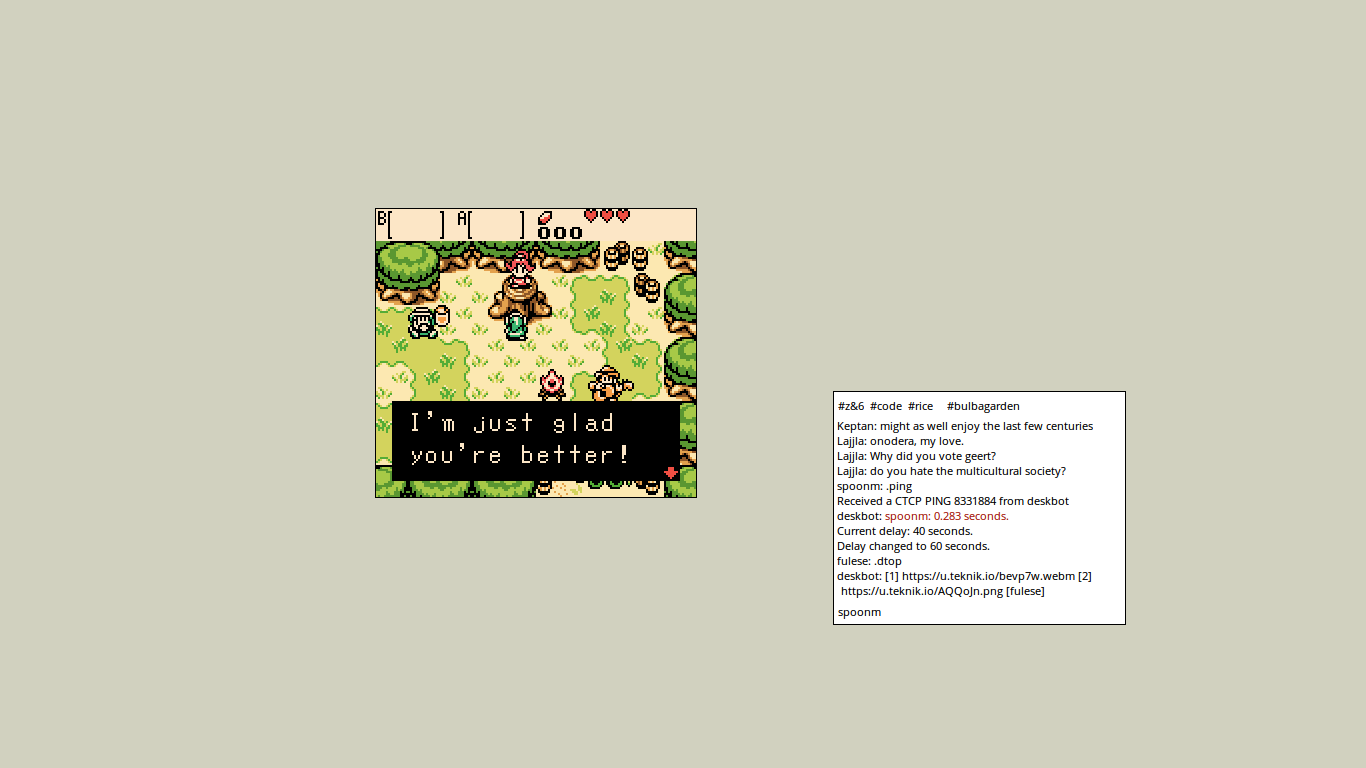 B[ ] A[ ]
000
I'm just glad
you're better!
#z&6 #code #rice #bulbagarden
Keptan: might as well enjoy the last few centuries
Lajjla: onodera, my love.
Lajjla: Why did you vote geert?
Lajjla: do you hate the multicultural society?
spoonm: .ping
Received a CTCP PING 8331884 from deskbot
deskbot: spoonm: 0.283 seconds.
Current delay: 40 seconds.
Delay changed to 60 seconds.
fulese: .dtop
deskbot: [1] https://u.teknik.io/bevp7w.webm [2]
https://u.teknik.io/AQQoJn.png [fulese]
spoonm